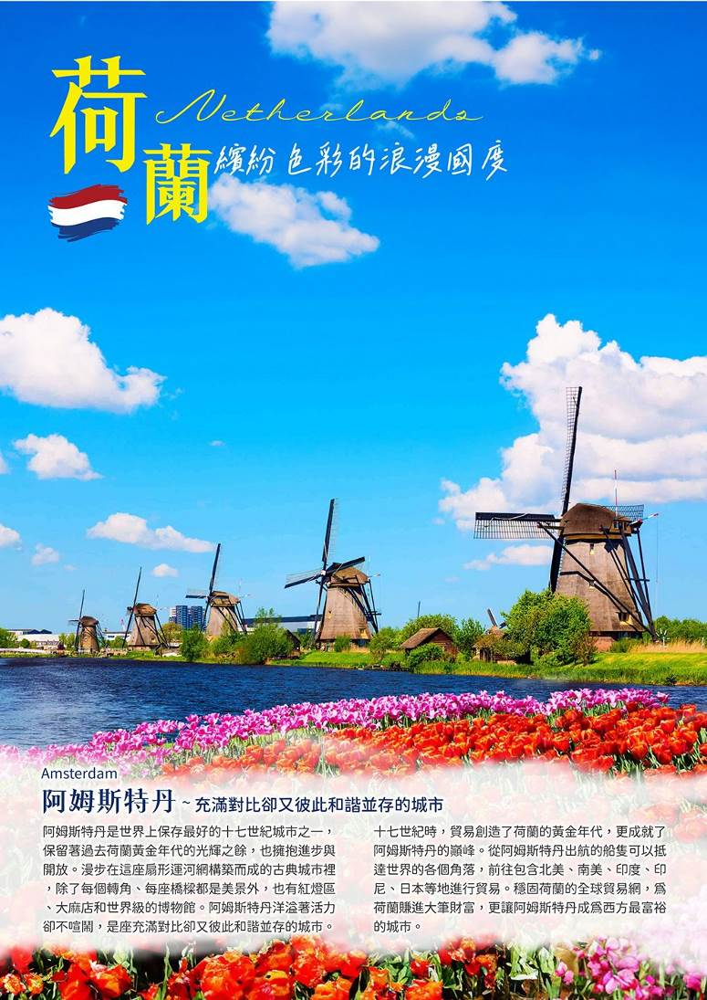 荷蘭
Netherlands
繽紛色彩的浪漫國度
Amsterdam
阿姆斯特丹~充滿對比卻又彼此和諧並存的城市
阿姆斯特丹是世界上保存最好的十七世紀城市之一,
保留著過去荷蘭黃金年代的光輝之餘,也擁抱進步與
開放。漫步在這座扇形運河網構築而成的古典城市裡
,除了每個轉角、每座橋樑都是美景外,也有紅燈區
、大麻店和世界級的博物館。阿姆斯特丹洋溢著活力
卻不喧鬧,是座充滿對比卻又彼此和諧並存的城市。
十七世紀時,貿易創造了荷蘭的黃金年代,更成就了
阿姆斯特丹的巔峰。從阿姆斯特丹出航的船隻可以抵
達世界的各個角落,前往包含北美、南美、印度、印
尼、日本等地進行貿易。穩固荷蘭的全球貿易網,為
荷蘭賺進大筆財富,更讓阿姆斯特丹成為西方最富裕
的城市。